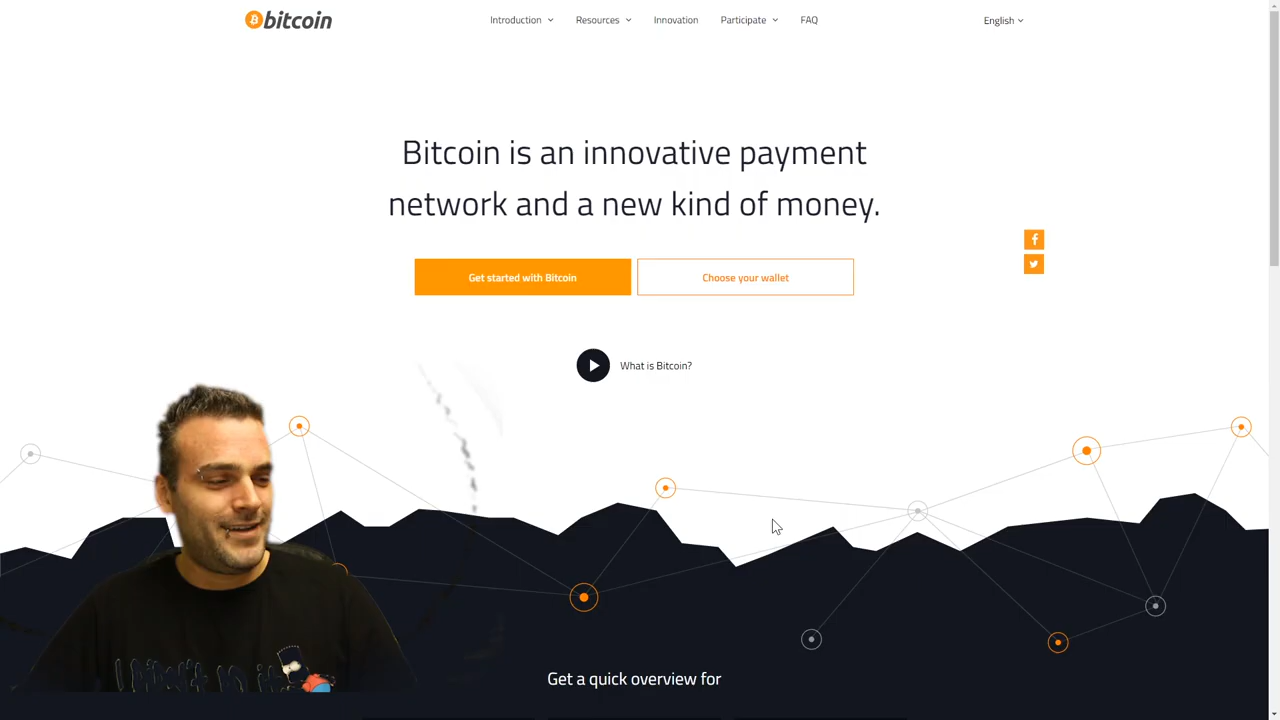 bitcoin
Introduction
Resources
Innovation
Participate
FAQ
English
Bitcoin is an innovative payment
network and a new kind of money.
Get started with Bitcoin
Choose your wallet
What is Bitcoin?
Get a quick overview for